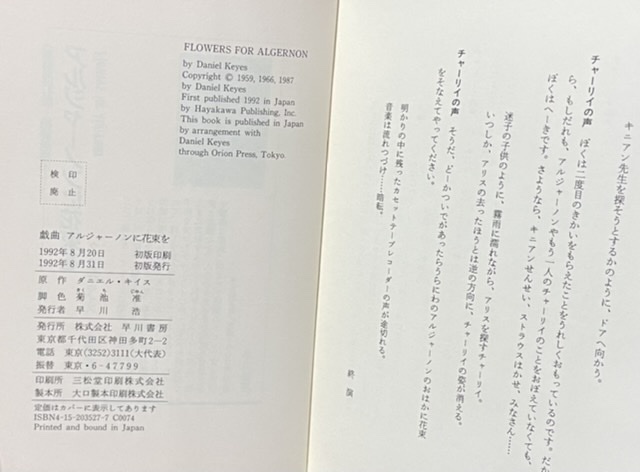 キニアン先生を探そうとするかのように、ドアへ向かう。
チャーリイの声　ぼくは二度目のきかいをもらえたことをうれしくおもっているのです。だか
ら、もしだれも、アルジャーノンやもう一人のチャーリイのことをおぼえていなくても、
ぼくはへーきです。さようなら、キニアンせんせい、ストラウスはかせ、みなさん……
迷子の子供のように、霧雨に濡れながら、アリスを探すチャーリイ。
いつしか、アリスの去ったほうとは逆の方向に、チャーリイの姿が消える。
チャーリイの声　そうだ、どーかついでがあったらうらにわのアルジャーノンのおはかに花束
をそなえてやってください。
明かりの中に残ったカセットテープレコーダーの声が途切れる。
音楽は流れつづけ……暗転。
終演
FLOWERS FOR ALGERNON
by Daniel Keyes
Copyright © 1959, 1966, 1987
by Daniel Keyes
First published 1992 in Japan
by Hayakawa Publishing, Inc.
This book is published in Japan
by arrangement with
Daniel Keyes
through Orion Press, Tokyo
検印
廃止
戯曲 アルジャーノンに花束を
1992年8月20日 初版印刷
1992年8月31日 初版発行
原作 ダニエル・キイス
脚色 菊池准
発行者 早川浩
発行所 株式会社 早川書房
東京都千代田区神田多町2−2
電話 東京(3252)3111(大代表)
振替 東京・6-47799
印刷所 三松堂印刷株式会社
製本所 大口製本印刷株式会社
定価はカバーに表示してあります
ISBN4-15-203527-7 C0074
Printed and bound in Japan